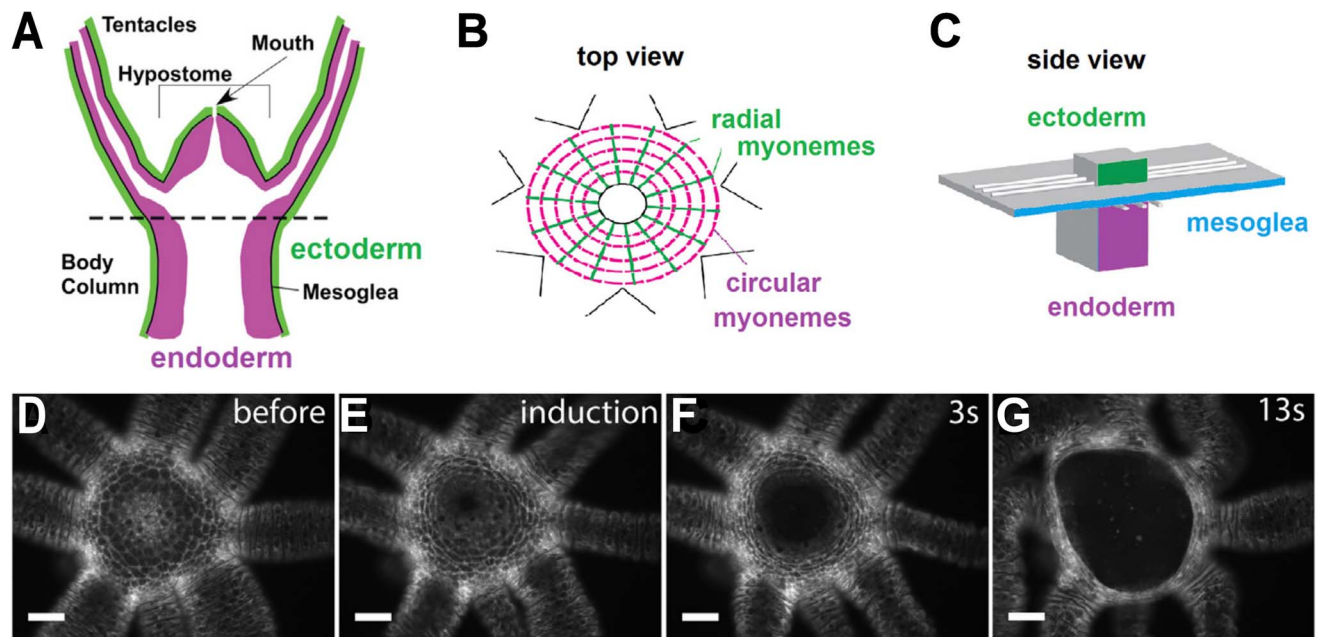 A
Tentacles
Mouth
Hypostome
ectoderm
Body
Column
Mesoglea
endoderm
B
top view
radial
myonemes
circular
myonemes
C
side view
ectoderm
mesoglea
endoderm
D
before
E
induction
F
3s
G
13s